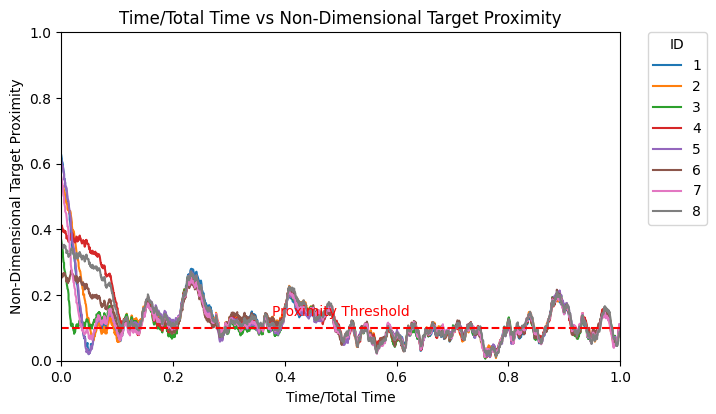 Time/Total Time vs Non-Dimensional Target Proximity
Non-Dimensional Target Proximity
1.0
0.8
0.6
0.4
0.2
0.0
Proximity Threshold
0.0 0.2 0.4 0.6 0.8 1.0
Time/Total Time
ID
1
2
3
4
5
6
7
8